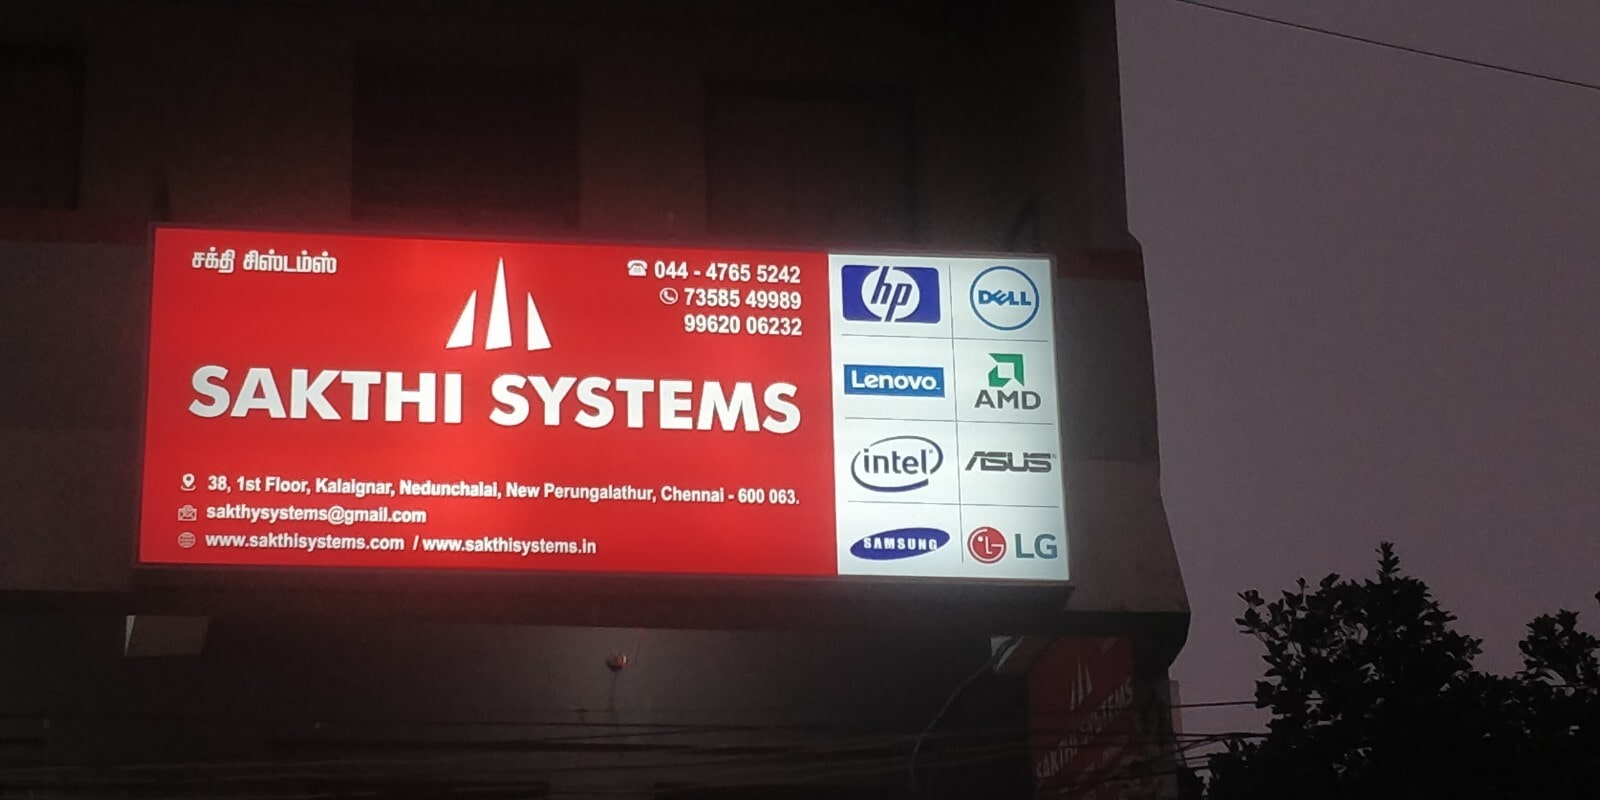 சக்தி சிஸ்டம்ஸ்
044 - 4765 5242
73585 49989
99620 06232
SAKTHI SYSTEMS
38, 1st Floor, Kalaignar, Nedunchalai, New Perungalathur, Chennai - 600 063.
sakthysystems@gmail.com
www.sakthisystems.com / www.sakthisystems.in
hp
DELL
Lenovo
AMD
intel
ASUS
SAMSUNG
LG
SAKTHI SYSTEMS